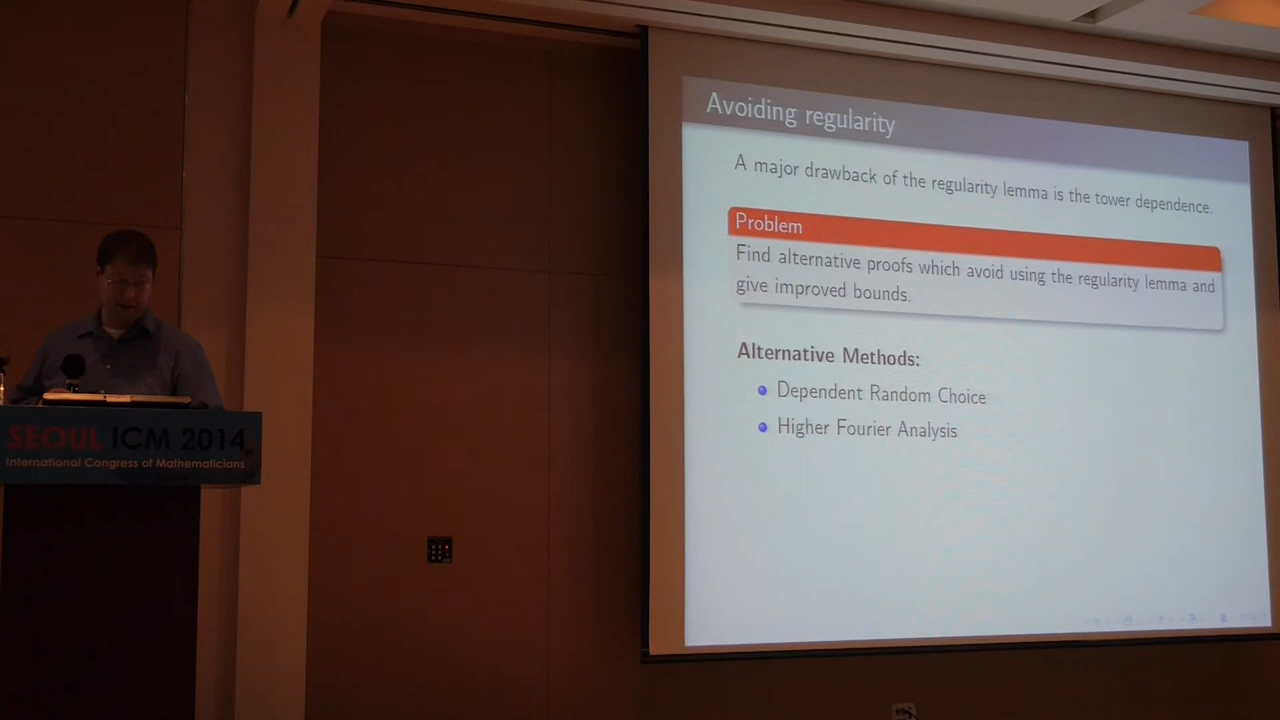 Avoiding regularity
A major drawback of the regularity lemma is the tower dependence.
Problem
Find alternative proofs which avoid using the regularity lemma and
give improved bounds.
Alternative Methods:
Dependent Random Choice
Higher Fourier Analysis
SEOUL ICM 2014
International Congress of Mathematicians